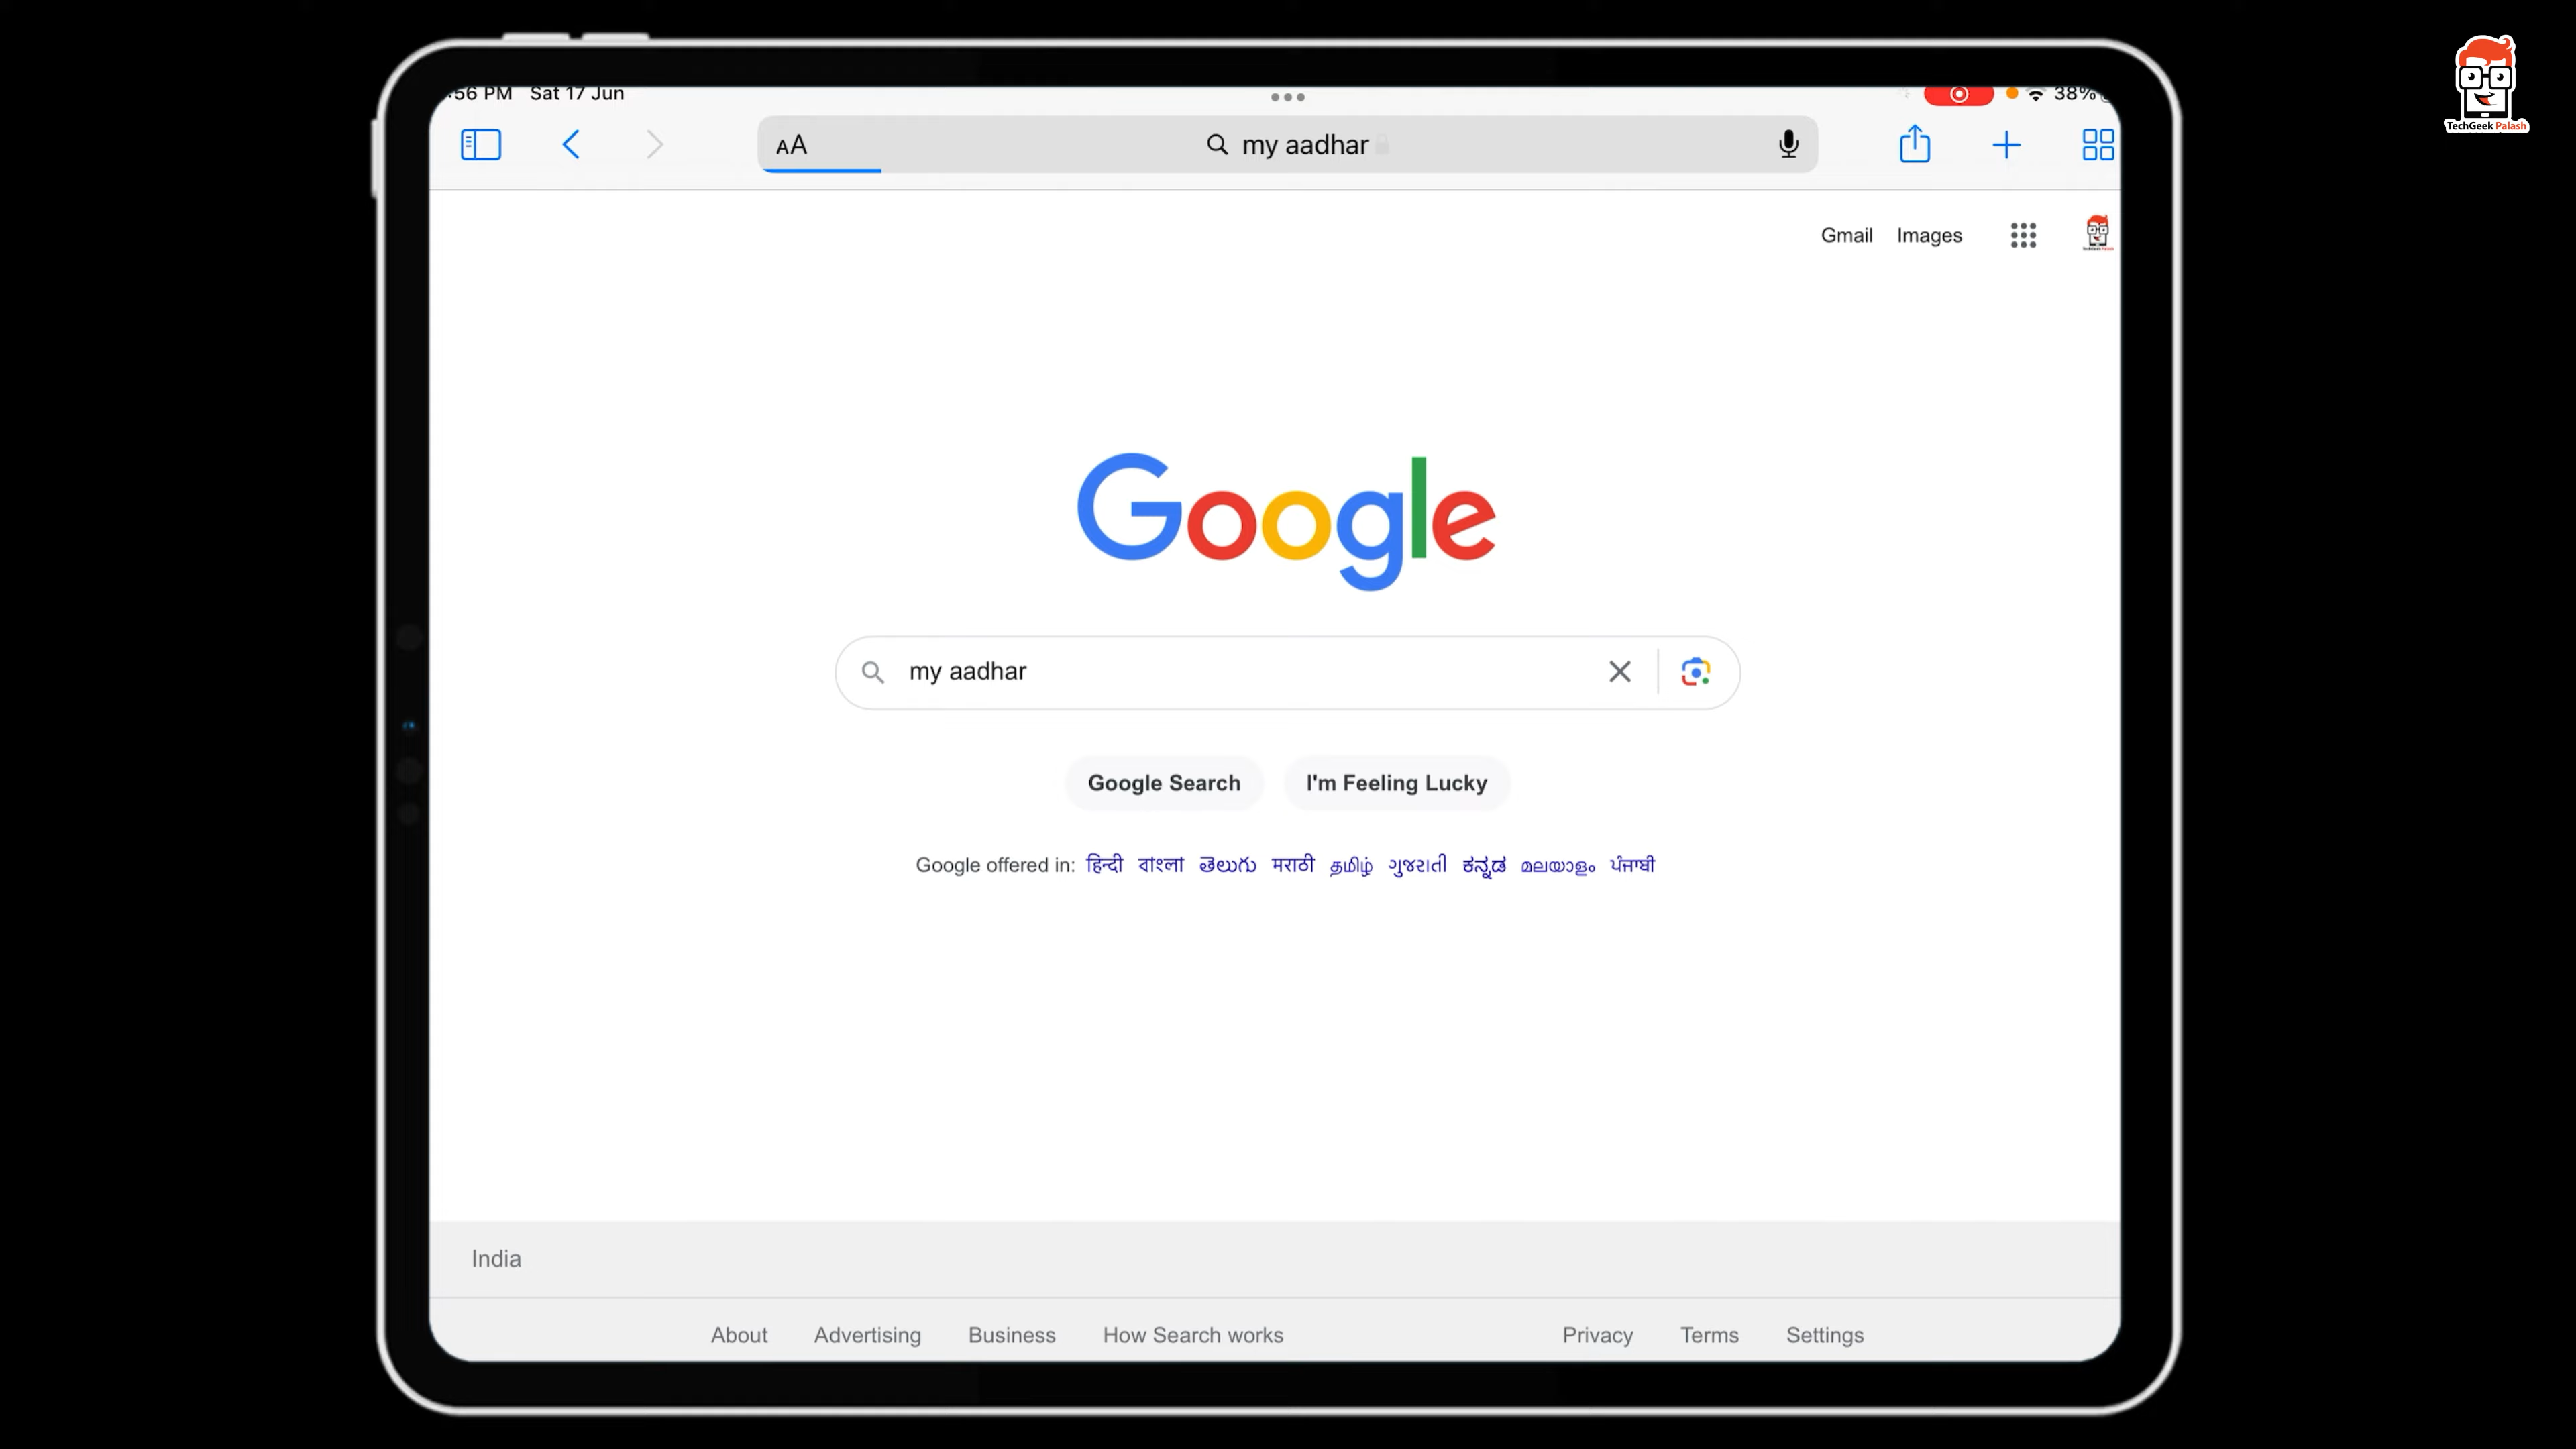 :56 PM Sat 17 Jun
38%
TechGeek Palash
AA my aadhar
Gmail Images
Google
my aadhar
Google Search I'm Feeling Lucky
Google offered in: हिन्दी বাংলা తెలుగు मराठी தமிழ் ગુજરાતી ಕನ್ನಡ മലയാളം ਪੰਜਾਬੀ
India
About Advertising Business How Search works Privacy Terms Settings